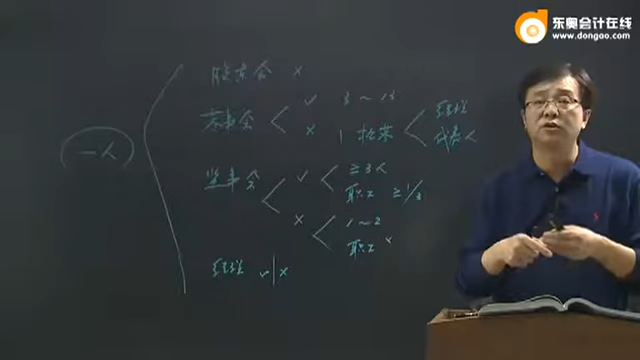 东奥会计在线
www.dongao.com
股东会 ×
一人
董事会 √ 3～13
× 1 执董 经理
代表人
监事会 √ ≥3人
职工 ≥1/3
× 1～2
职工 ×
经理 √ | ×